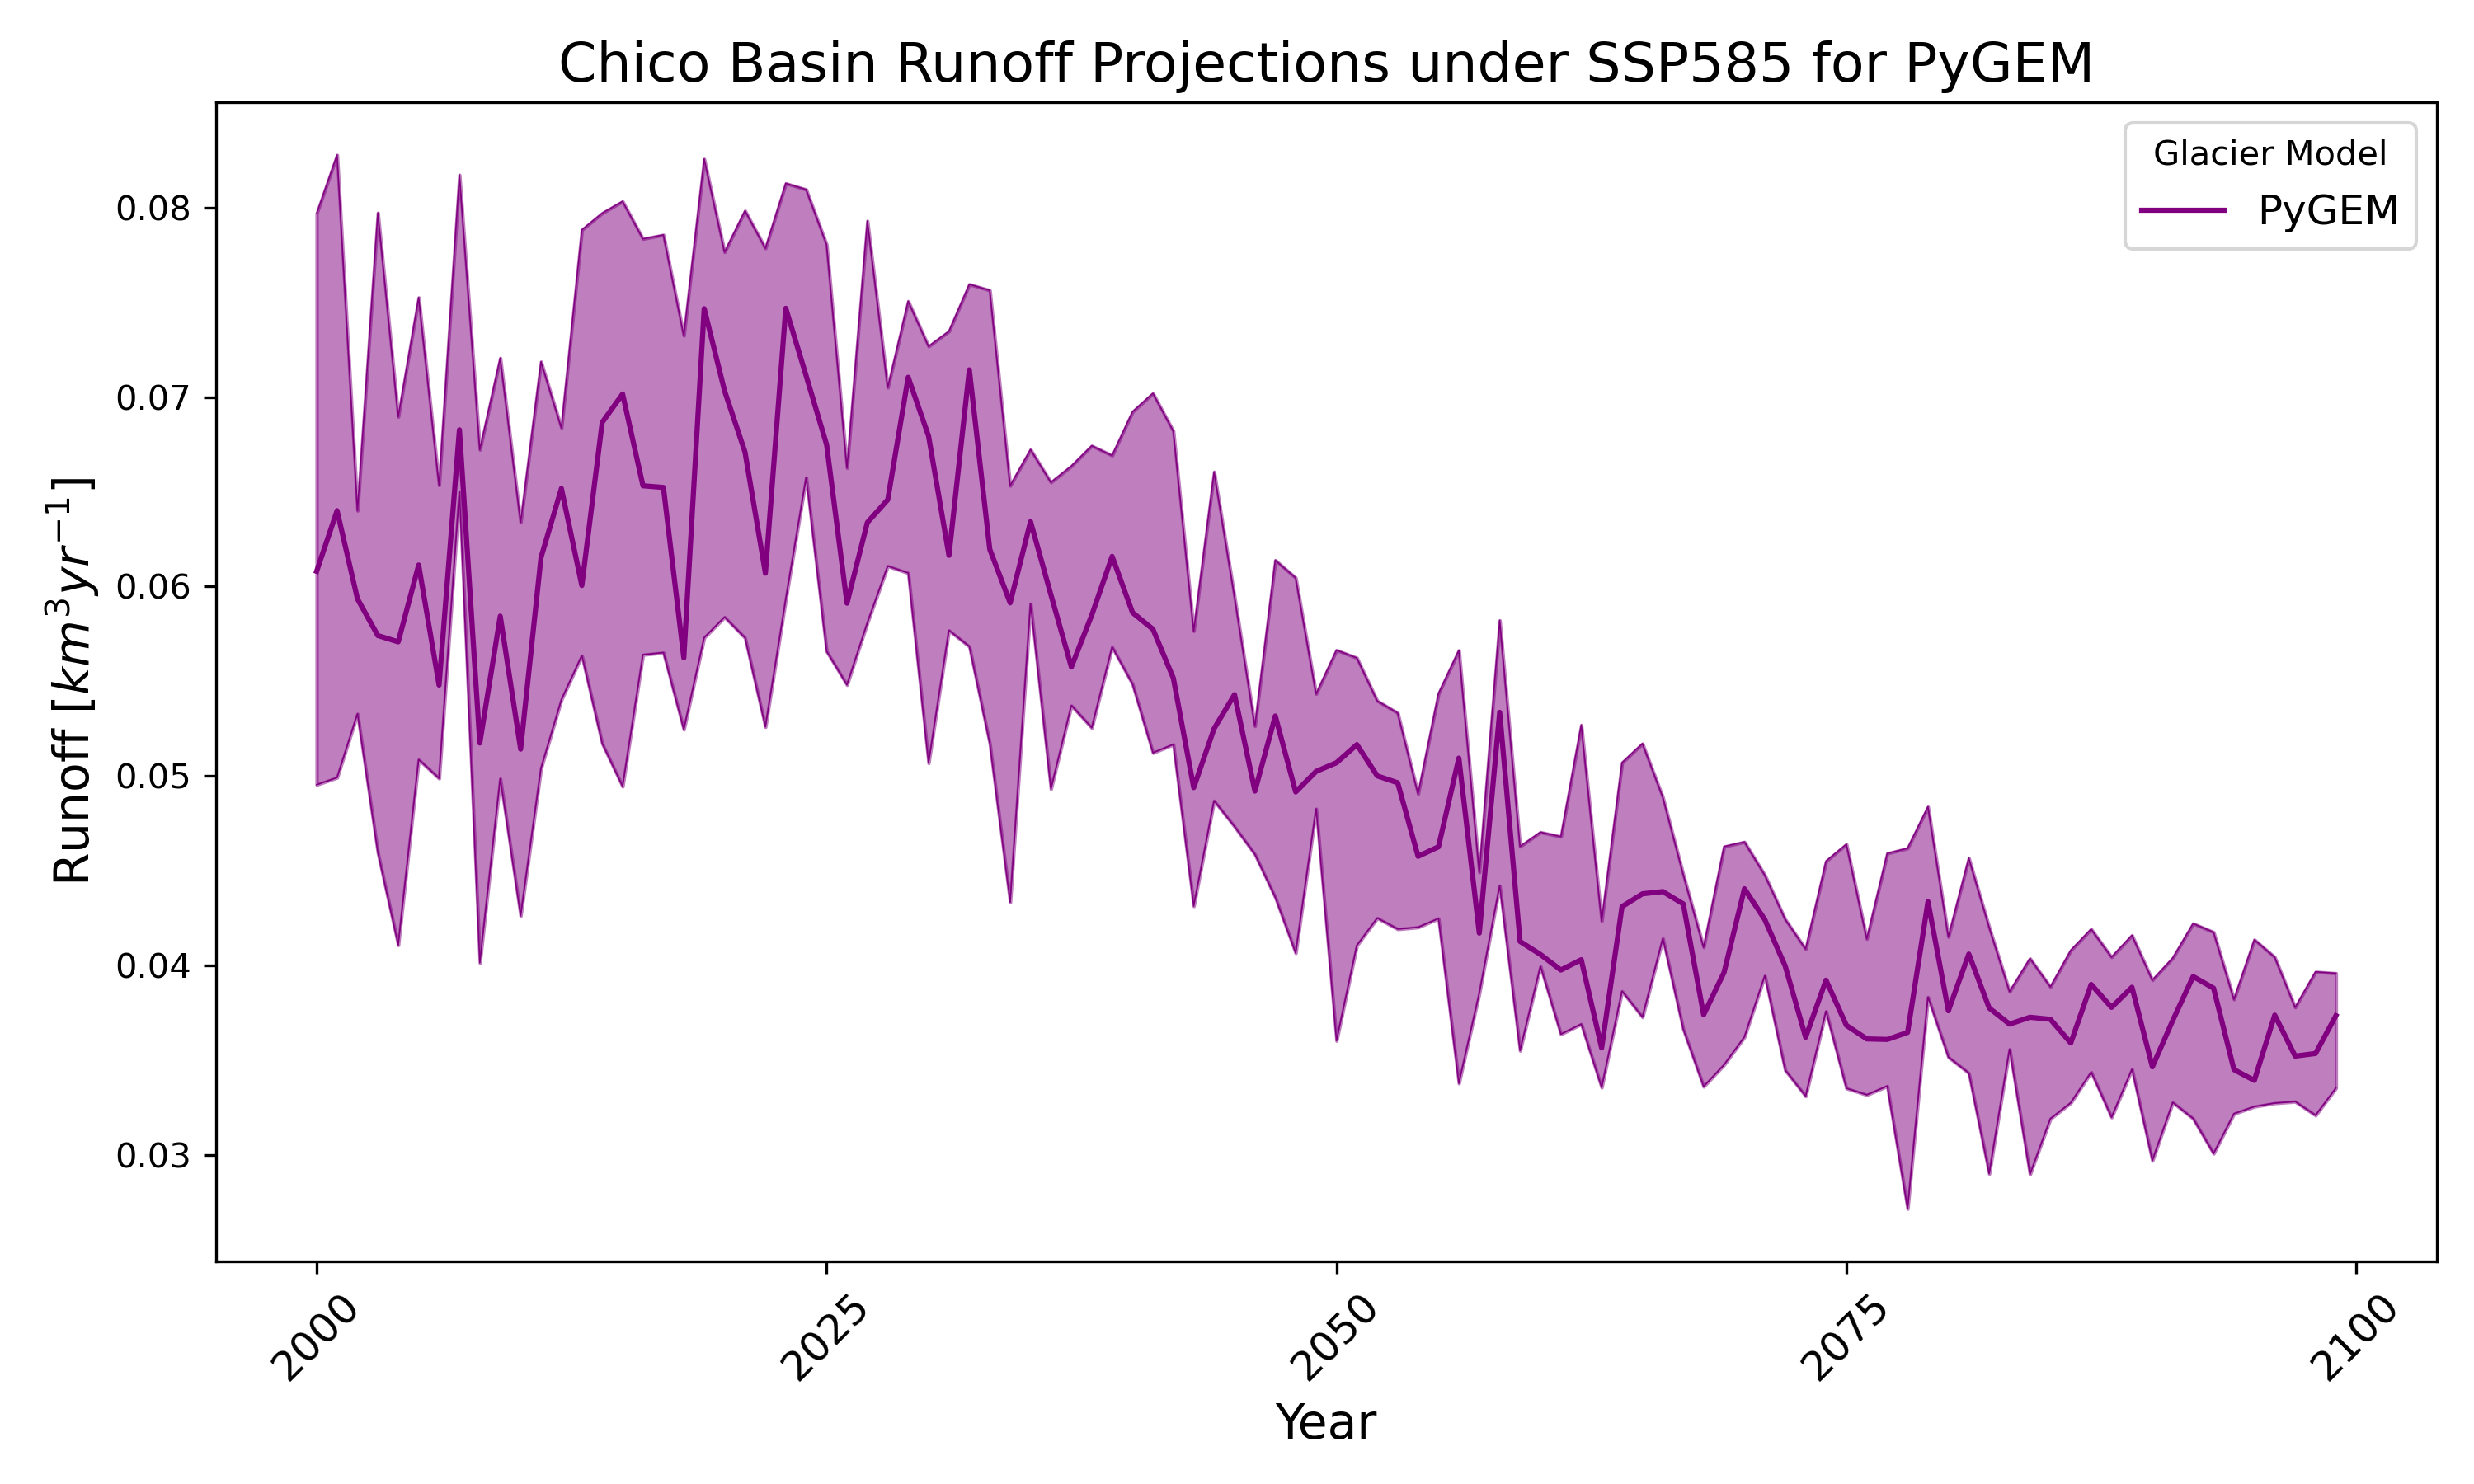 Chico Basin Runoff Projections under SSP585 for PyGEM
Glacier Model
PyGEM
0.08
0.07
0.06
0.05
0.04
0.03
Runoff [km³yr⁻¹]
2000
2025
2050
2075
2100
Year